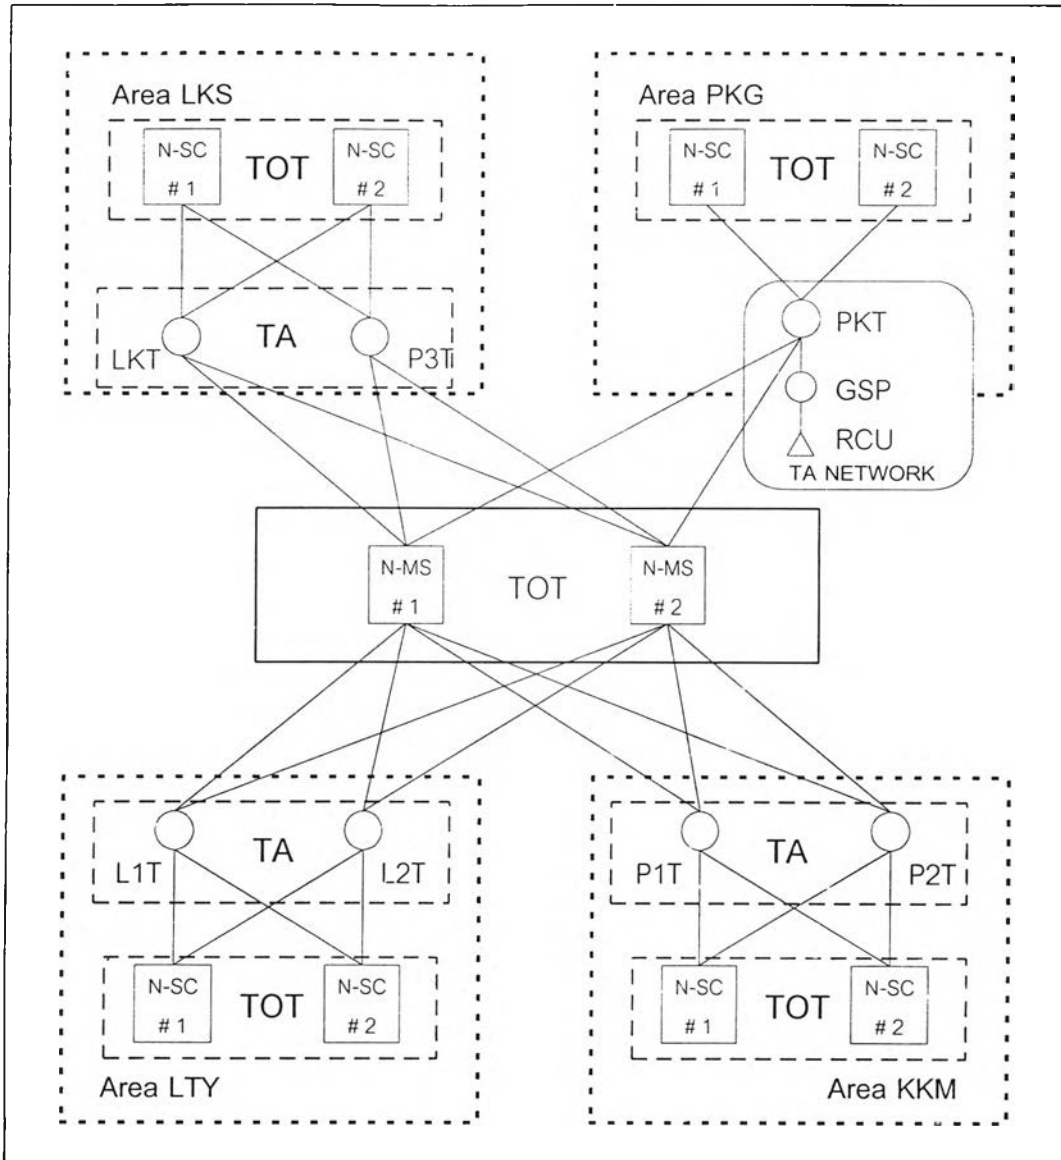 Area LKS
N-SC
# 1
TOT
N-SC
# 2
LKT
TA
P3T
Area PKG
N-SC
# 1
TOT
N-SC
# 2
PKT
GSP
RCU
TA NETWORK
N-MS
# 1
TOT
N-MS
# 2
L1T
TA
L2T
N-SC
# 1
TOT
N-SC
# 2
Area LTY
P1T
TA
P2T
N-SC
# 1
TOT
N-SC
# 2
Area KKM